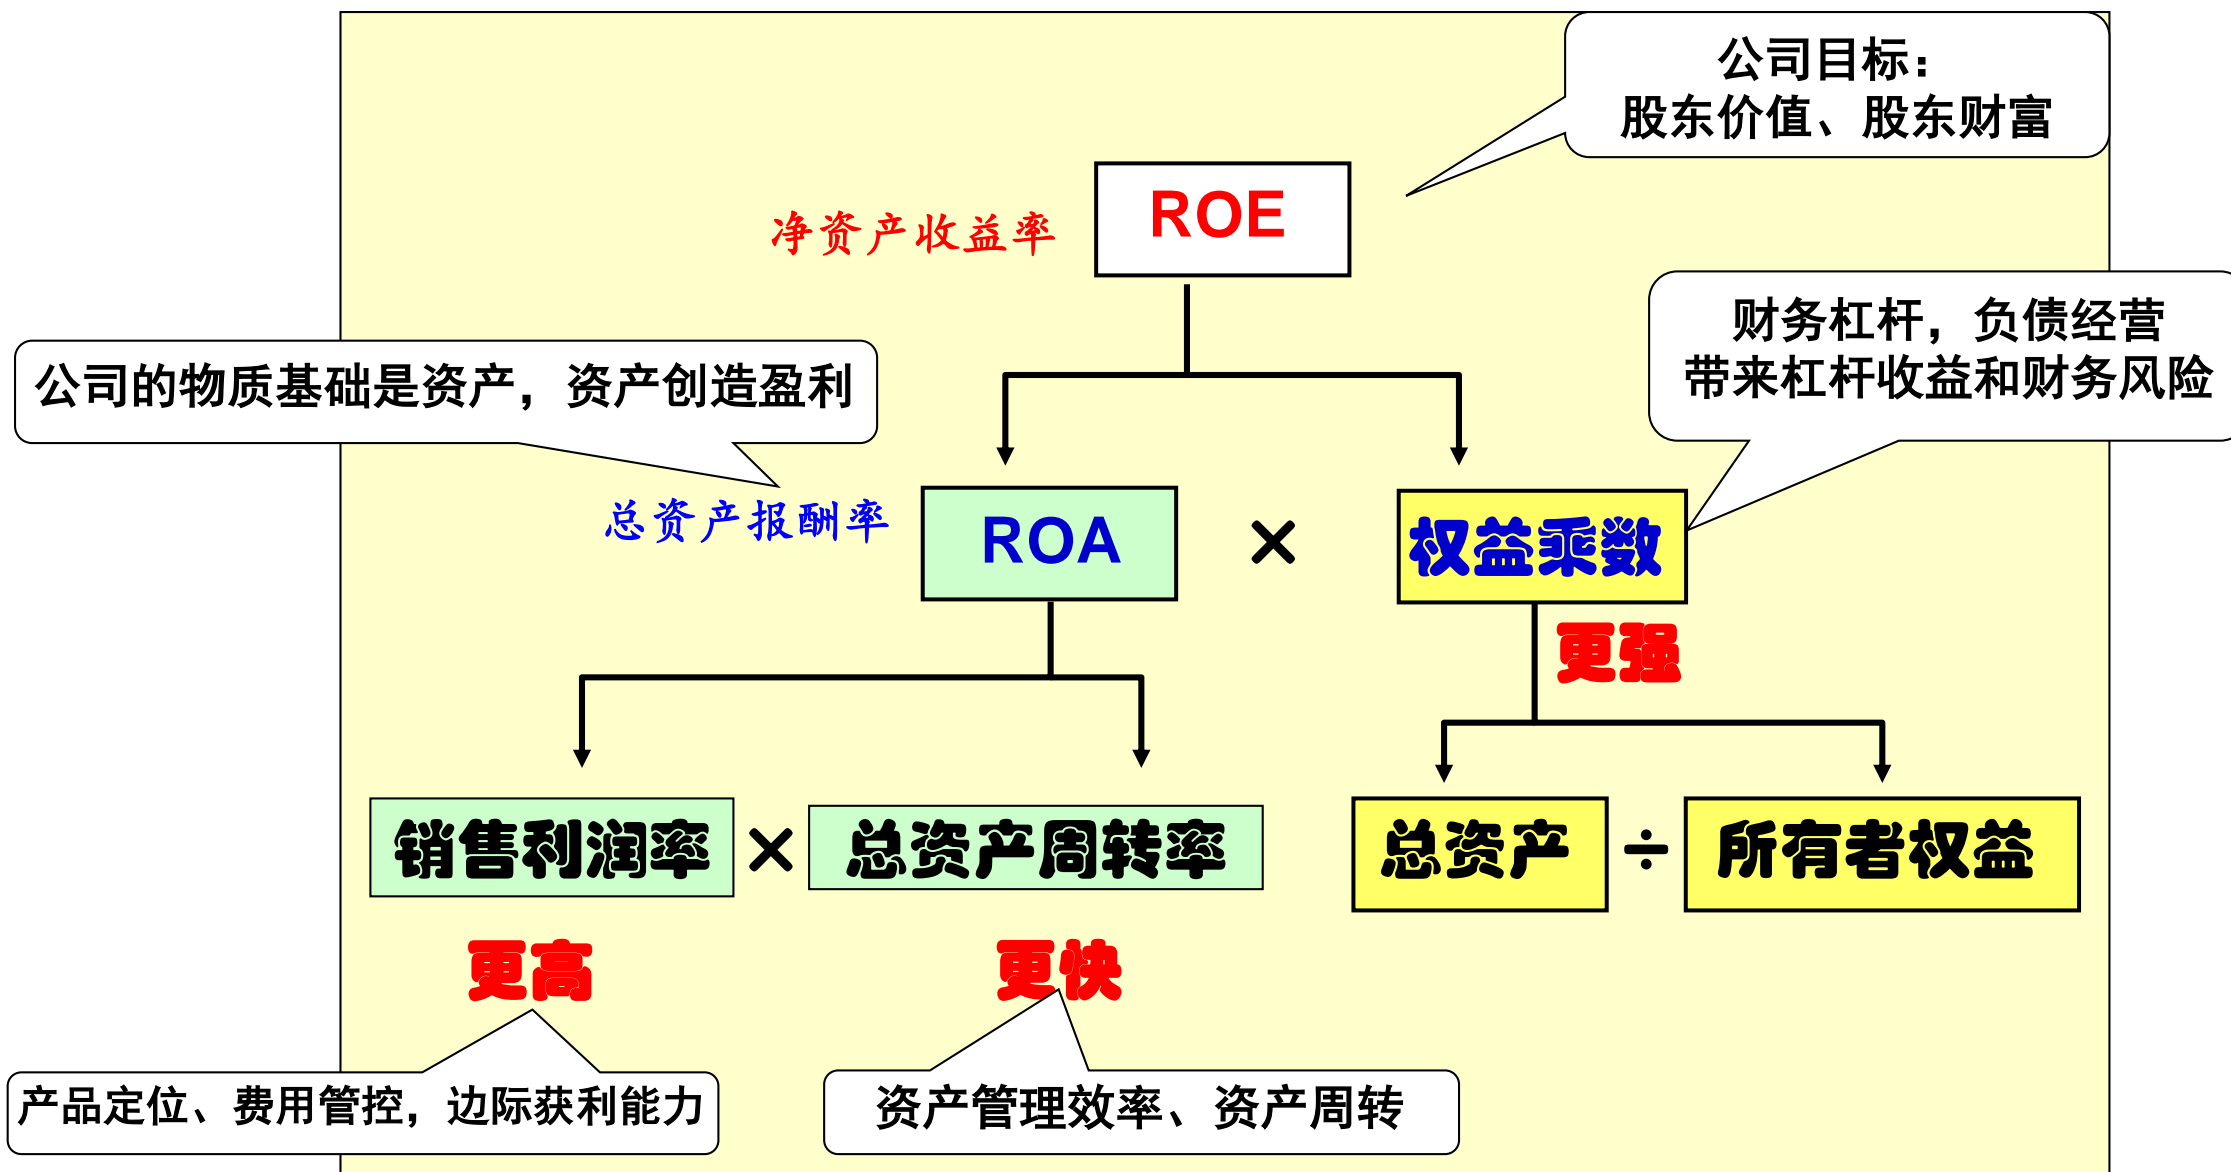 公司目标：
股东价值、股东财富
ROE
净资产收益率
财务杠杆，负债经营
带来杠杆收益和财务风险
公司的物质基础是资产，资产创造盈利
总资产报酬率
ROA
×
权益乘数
更强
销售利润率
×
总资产周转率
总资产
÷
所有者权益
更高
更快
产品定位、费用管控，边际获利能力
资产管理效率、资产周转